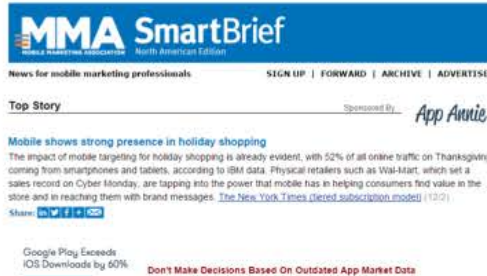 MMA SmartBrief
MOBILE MARKETING ASSOCIATION North American Edition
News for mobile marketing professionals SIGN UP | FORWARD | ARCHIVE | ADVERTISE
Top Story Sponsored By App Annie
Mobile shows strong presence in holiday shopping
The impact of mobile targeting for holiday shopping is already evident, with 52% of all online traffic on Thanksgiving
coming from smartphones and tablets, according to IBM data. Physical retailers such as Wal-Mart, which set a
sales record on Cyber Monday, are tapping into the power that mobile has in helping consumers find value in the
store and in reaching them with brand messages. The New York Times (tiered subscription model) (12/2)
Share:
Google Play Exceeds
iOS Downloads by 60%
Don't Make Decisions Based On Outdated App Market Data